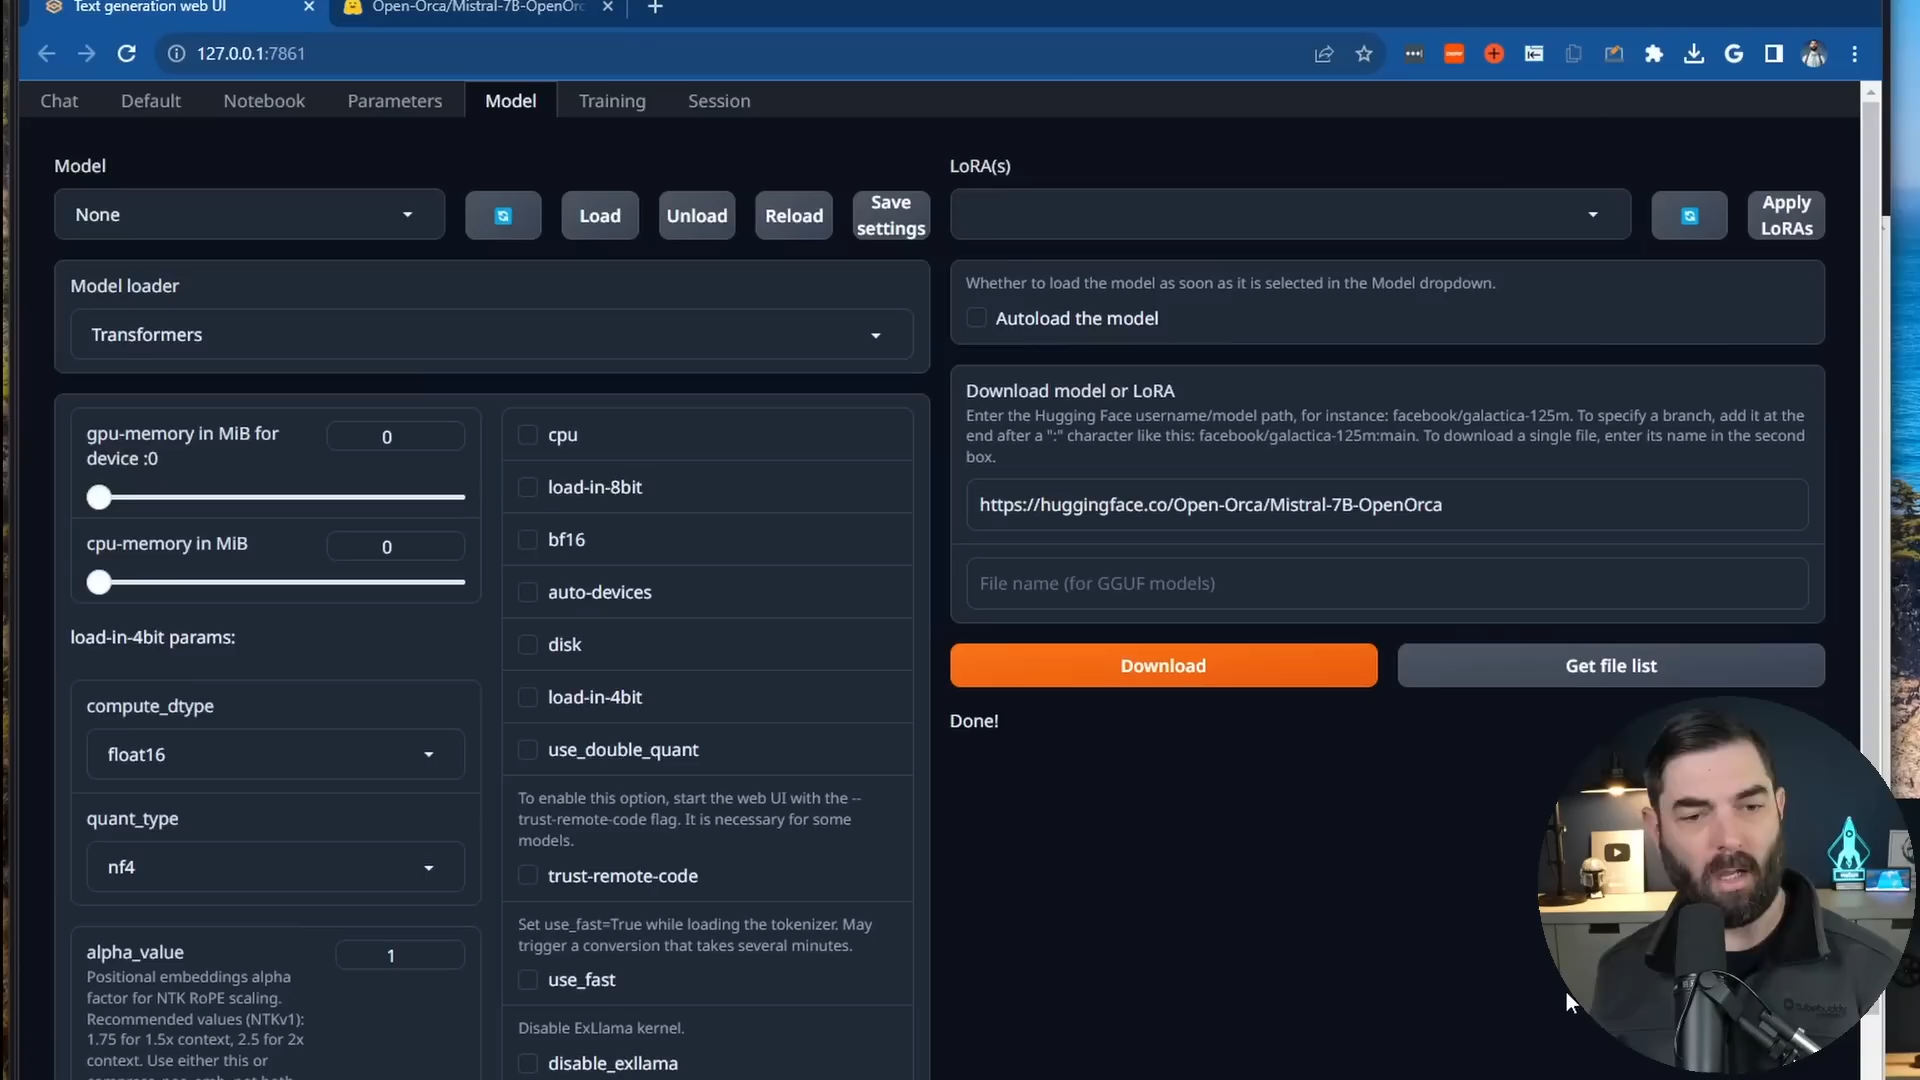 Text generation web UI
Open-Orca/Mistral-7B-OpenOrc
127.0.0.1:7861
Chat
Default
Notebook
Parameters
Model
Training
Session
Model
None
Load
Unload
Reload
Save
settings
LoRA(s)
Apply
LoRAs
Model loader
Transformers
Whether to load the model as soon as it is selected in the Model dropdown.
Autoload the model
gpu-memory in MiB for
device :0
0
cpu-memory in MiB
0
load-in-4bit params:
compute_dtype
float16
quant_type
nf4
alpha_value
1
Positional embeddings alpha
factor for NTK RoPE scaling.
Recommended values (NTKv1):
1.75 for 1.5x context, 2.5 for 2x
context. Use either this or
cpu
load-in-8bit
bf16
auto-devices
disk
load-in-4bit
use_double_quant
To enable this option, start the web UI with the --
trust-remote-code flag. It is necessary for some
models.
trust-remote-code
Set use_fast=True while loading the tokenizer. May
trigger a conversion that takes several minutes.
use_fast
Disable ExLlama kernel.
disable_exllama
Download model or LoRA
Enter the Hugging Face username/model path, for instance: facebook/galactica-125m. To specify a branch, add it at the
end after a ":" character like this: facebook/galactica-125m:main. To download a single file, enter its name in the second
box.
https://huggingface.co/Open-Orca/Mistral-7B-OpenOrca
File name (for GGUF models)
Download
Get file list
Done!